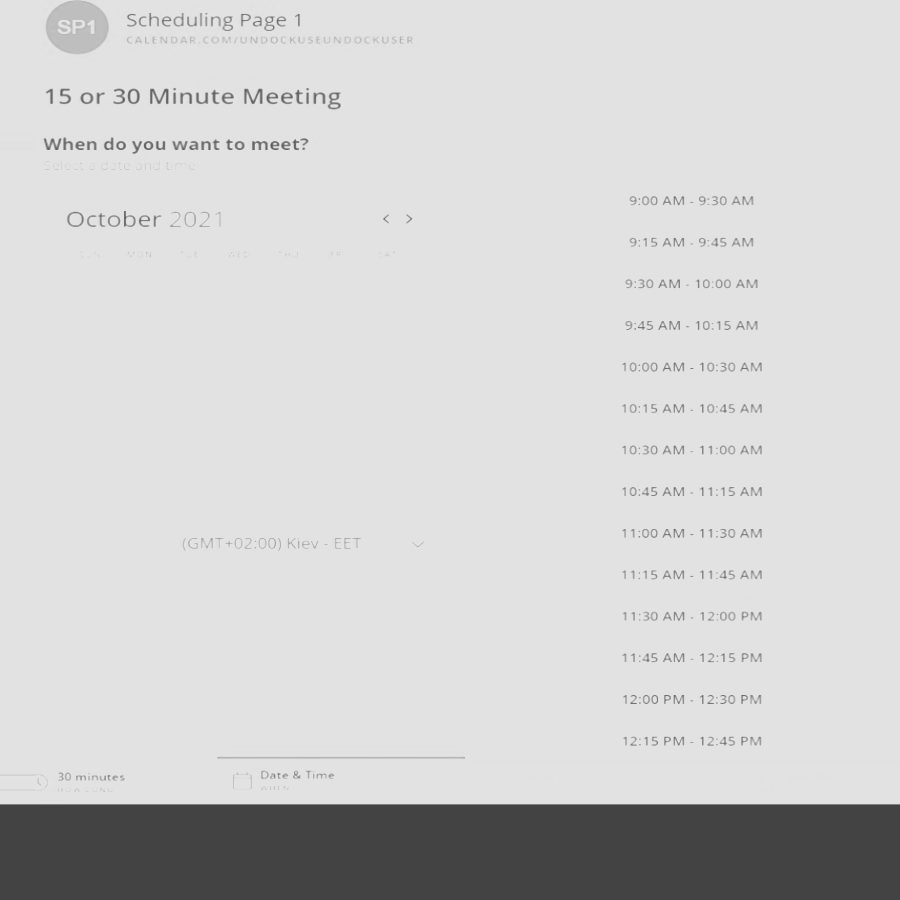 SP1
Scheduling Page 1
CALENDAR.COM/UNDOCKUSEUNDOCKUSER
15 or 30 Minute Meeting
When do you want to meet?
Select a date and time
October 2021
SUN MON TUE WED THU FRI SAT
(GMT+02:00) Kiev - EET
9:00 AM - 9:30 AM
9:15 AM - 9:45 AM
9:30 AM - 10:00 AM
9:45 AM - 10:15 AM
10:00 AM - 10:30 AM
10:15 AM - 10:45 AM
10:30 AM - 11:00 AM
10:45 AM - 11:15 AM
11:00 AM - 11:30 AM
11:15 AM - 11:45 AM
11:30 AM - 12:00 PM
11:45 AM - 12:15 PM
12:00 PM - 12:30 PM
12:15 PM - 12:45 PM
30 minutes
HOW LONG
Date & Time
WHEN